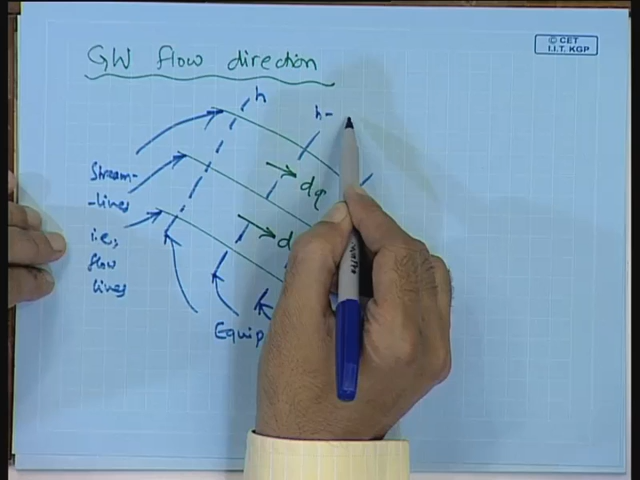 GW flow direction
© CET
I.I.T. KGP
h
h-
Stream-
-lines
i.e.,
flow
lines
dq
d
Equip